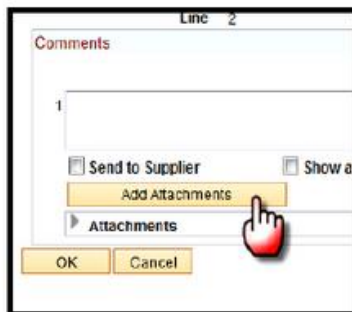 Line 2
Comments
1
Send to Supplier Show a
Add Attachments
Attachments
OK Cancel